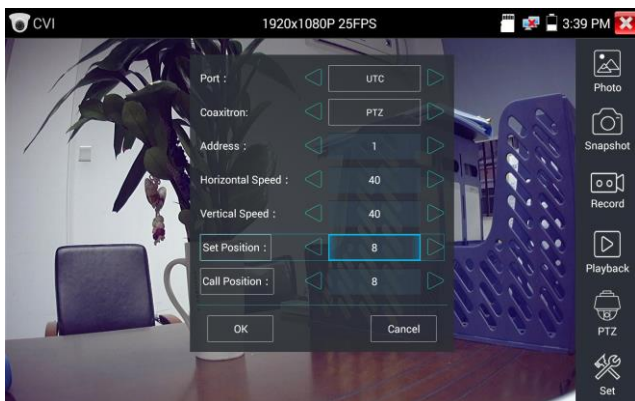 CVI 1920x1080P 25FPS 3:39 PM
Port : UTC
Coaxitron: PTZ
Address : 1
Horizontal Speed : 40
Vertical Speed : 40
Set Position : 8
Call Position : 8
OK Cancel
Photo
Snapshot
Record
Playback
PTZ
Set